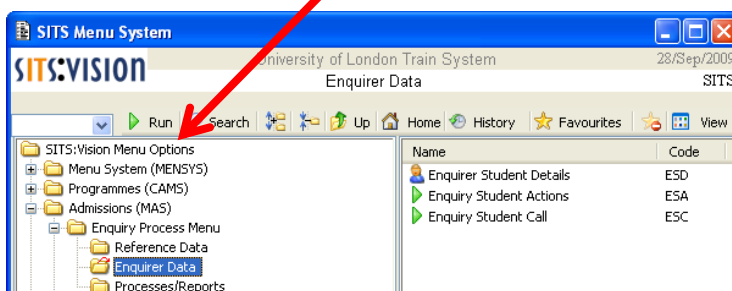 SITS Menu System
SITS:VISION University of London Train System 28/Sep/2009
Enquirer Data SITS
Run Search Up Home History Favourites View
SITS:Vision Menu Options
Menu System (MENSYS)
Programmes (CAMS)
Admissions (MAS)
Enquiry Process Menu
Reference Data
Enquirer Data
Processes/Reports
Name Code
Enquirer Student Details ESD
Enquiry Student Actions ESA
Enquiry Student Call ESC